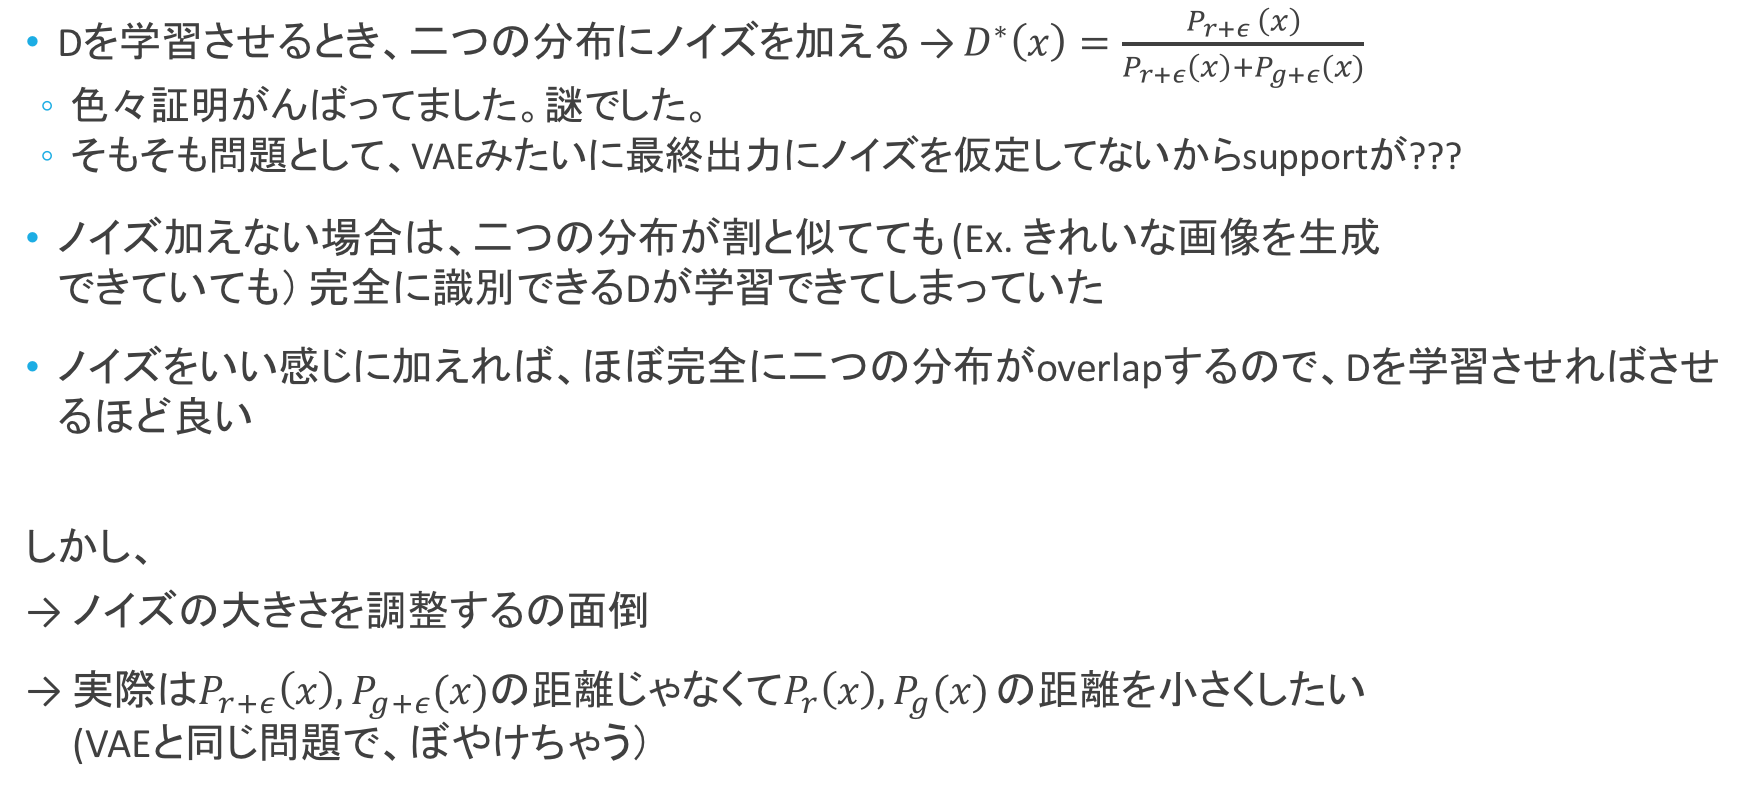 • Dを学習させるとき、二つの分布にノイズを加える → D*(x) = P_{r+ϵ}(x) / (P_{r+ϵ}(x)+P_{g+ϵ}(x))
◦ 色々証明がんばってました。謎でした。
◦ そもそも問題として、VAEみたいに最終出力にノイズを仮定してないからsupportが???
• ノイズ加えない場合は、二つの分布が割と似てても(Ex. きれいな画像を生成
できていても）完全に識別できるDが学習できてしまっていた
• ノイズをいい感じに加えれば、ほぼ完全に二つの分布がoverlapするので、Dを学習させればさせ
るほど良い
しかし、
→ ノイズの大きさを調整するの面倒
→ 実際はP_{r+ϵ}(x), P_{g+ϵ}(x)の距離じゃなくてP_r(x), P_g(x) の距離を小さくしたい
(VAEと同じ問題で、ぼやけちゃう）